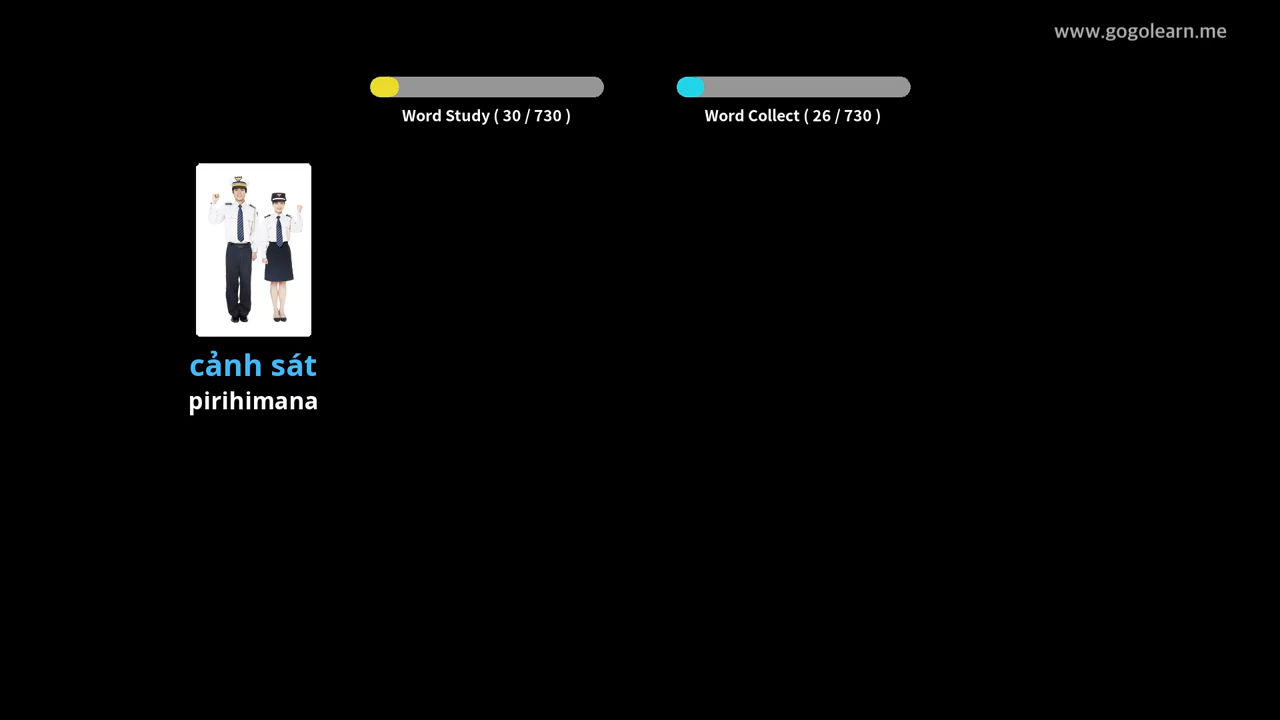 www.gogolearn.me
Word Study ( 30 / 730 )
Word Collect ( 26 / 730 )
cảnh sát
pirihimana